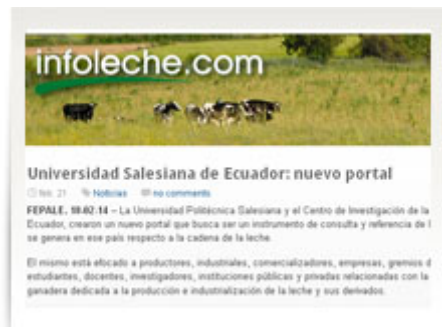 infoleche.com
Universidad Salesiana de Ecuador: nuevo portal
feb. 21 Noticias no comments
FEPALE. 18-02-14 – La Universidad Politécnica Salesiana y el Centro de Investigación de la
Ecuador, crearon un nuevo portal que busca ser un instrumento de consulta y referencia de l
se genera en ese país respecto a la cadena de la leche.
El mismo está efocado a productores, industriales, comercializadores, empresas, gremios d
estudiantes, docentes, investigadores, instituciones públicas y privadas relacionadas con la
ganadera dedicada a la producción e industrialización de la leche y sus derivados.